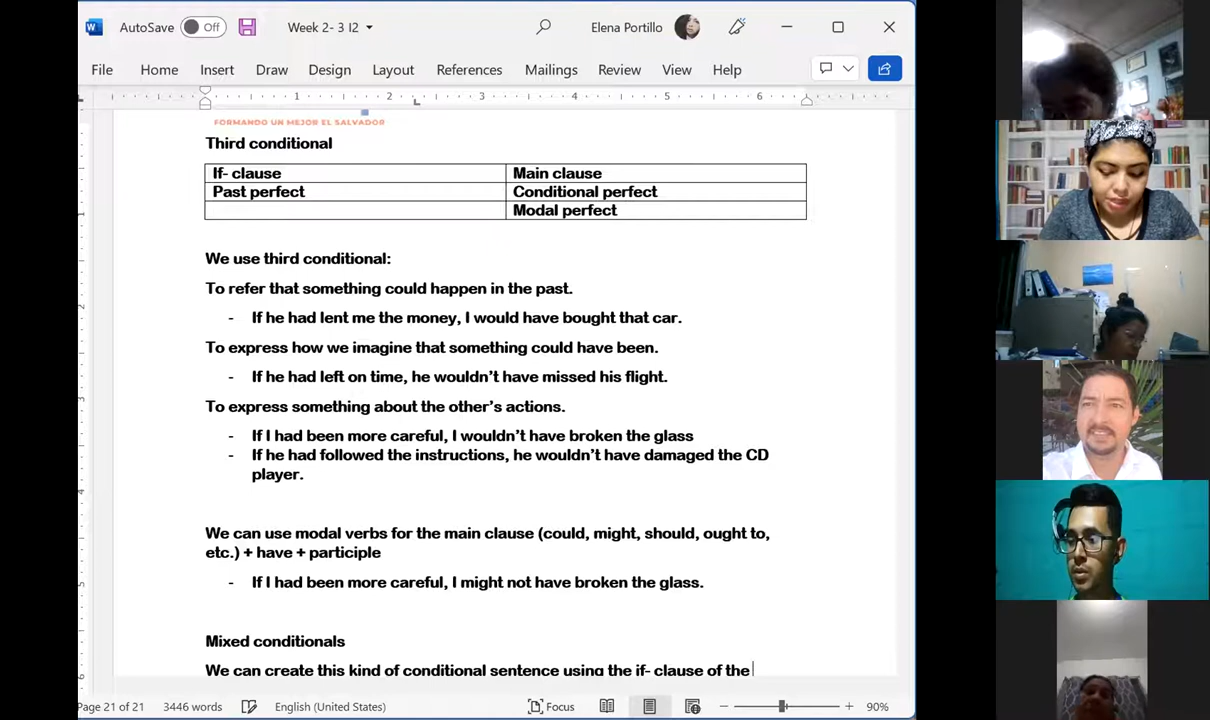 AutoSave Off Week 2- 3 I2 Elena Portillo
File Home Insert Draw Design Layout References Mailings Review View Help
1 2 3 4 5 6
FORMANDO UN MEJOR EL SALVADOR
Third conditional
If- clause Main clause
Past perfect Conditional perfect
Modal perfect
We use third conditional:
To refer that something could happen in the past.
- If he had lent me the money, I would have bought that car.
To express how we imagine that something could have been.
- If he had left on time, he wouldn't have missed his flight.
To express something about the other's actions.
- If I had been more careful, I wouldn't have broken the glass
- If he had followed the instructions, he wouldn't have damaged the CD
player.
We can use modal verbs for the main clause (could, might, should, ought to,
etc.) + have + participle
- If I had been more careful, I might not have broken the glass.
Mixed conditionals
We can create this kind of conditional sentence using the if- clause of the
Page 21 of 21 3446 words English (United States) Focus 90%